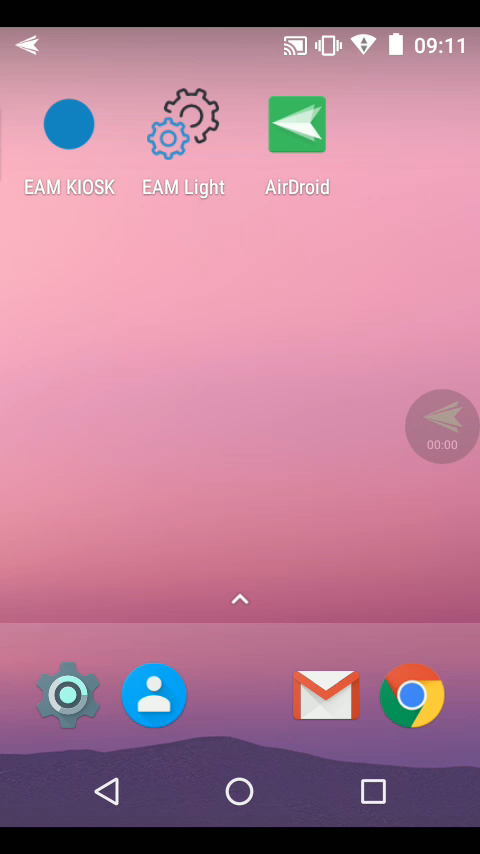 09:11
EAM KIOSK
EAM Light
AirDroid
00:00